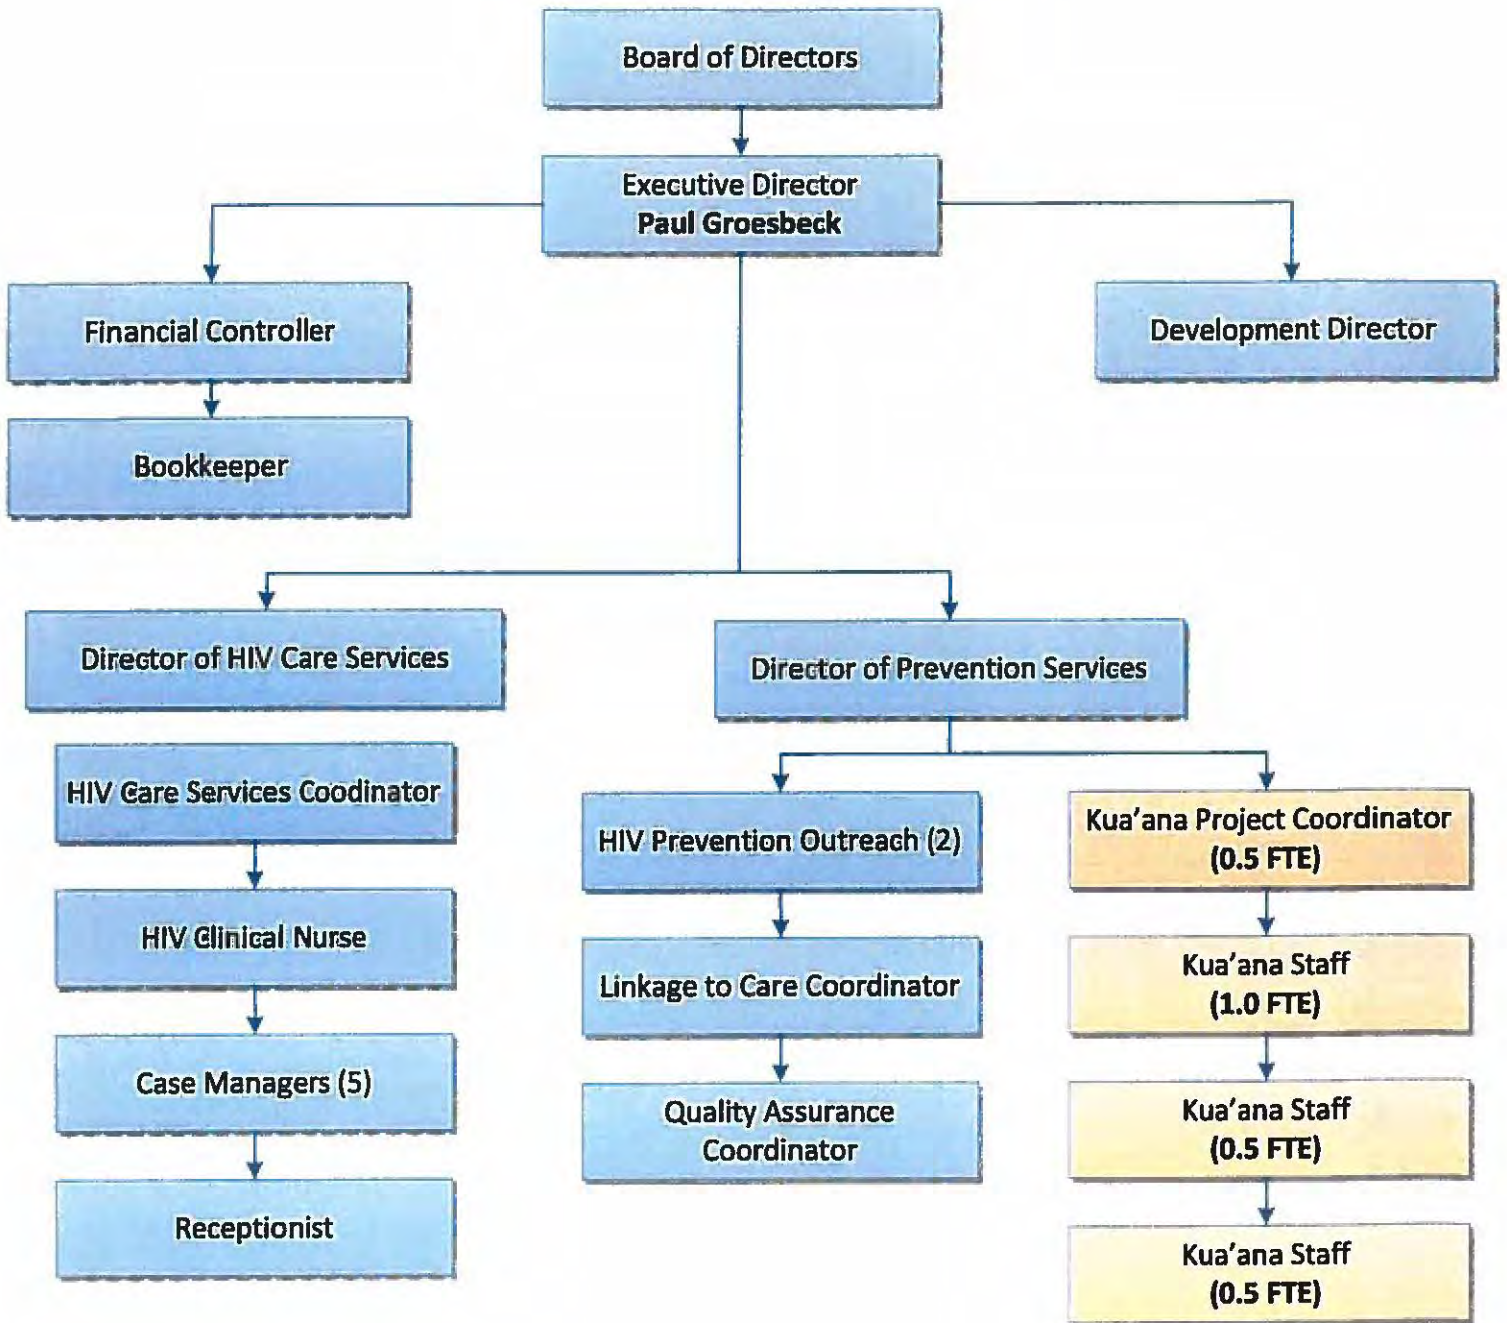 Board of Directors
Executive Director
Paul Groesbeck
Financial Controller
Development Director
Bookkeeper
Director of HIV Care Services
Director of Prevention Services
HIV Care Services Coodinator
HIV Prevention Outreach (2)
Kua’ana Project Coordinator
(0.5 FTE)
HIV Clinical Nurse
Linkage to Care Coordinator
Kua’ana Staff
(1.0 FTE)
Case Managers (5)
Quality Assurance
Coordinator
Kua’ana Staff
(0.5 FTE)
Receptionist
Kua’ana Staff
(0.5 FTE)